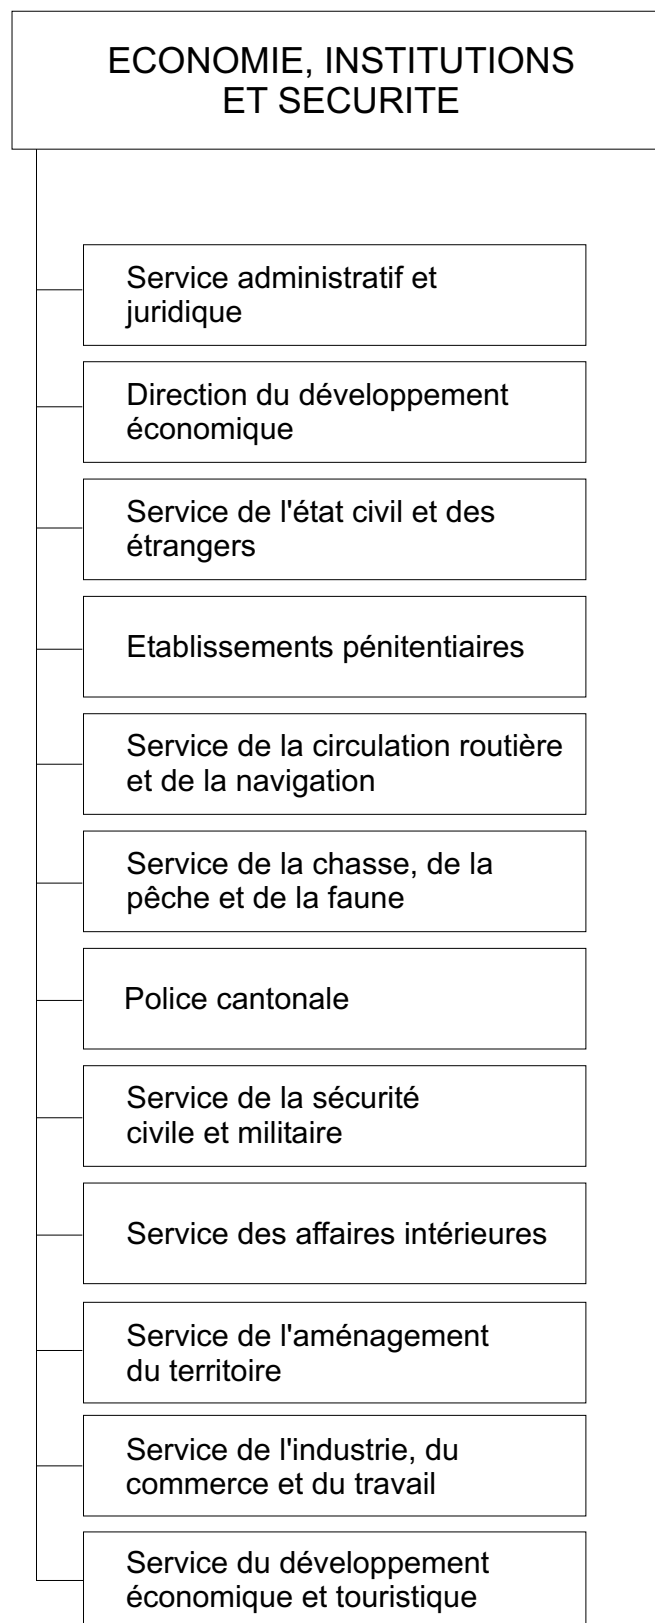 ECONOMIE, INSTITUTIONS
ET SECURITE
Service administratif et
juridique
Direction du développement
économique
Service de l'état civil et des
étrangers
Etablissements pénitentiaires
Service de la circulation routière
et de la navigation
Service de la chasse, de la
pêche et de la faune
Police cantonale
Service de la sécurité
civile et militaire
Service des affaires intérieures
Service de l'aménagement
du territoire
Service de l'industrie, du
commerce et du travail
Service du développement
économique et touristique